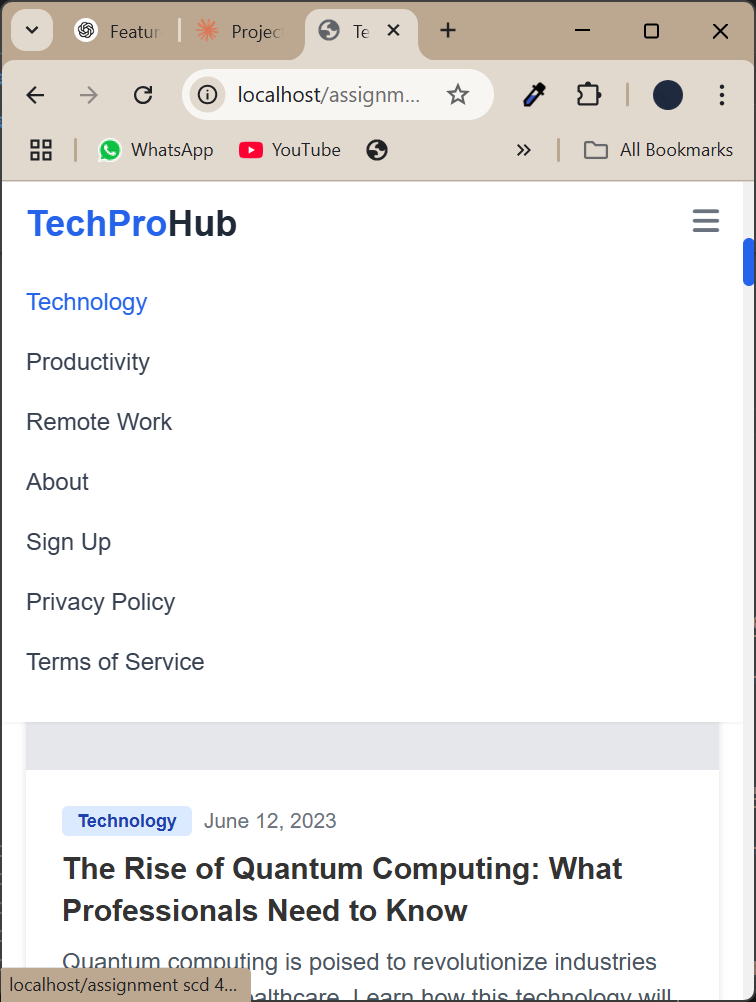 Featur
Projec
Te
localhost/assignm...
WhatsApp
YouTube
All Bookmarks
TechProHub
Technology
Productivity
Remote Work
About
Sign Up
Privacy Policy
Terms of Service
Technology June 12, 2023
The Rise of Quantum Computing: What
Professionals Need to Know
Quantum computing is poised to revolutionize industries
althcare. Learn how this technology will
localhost/assignment scd 4...